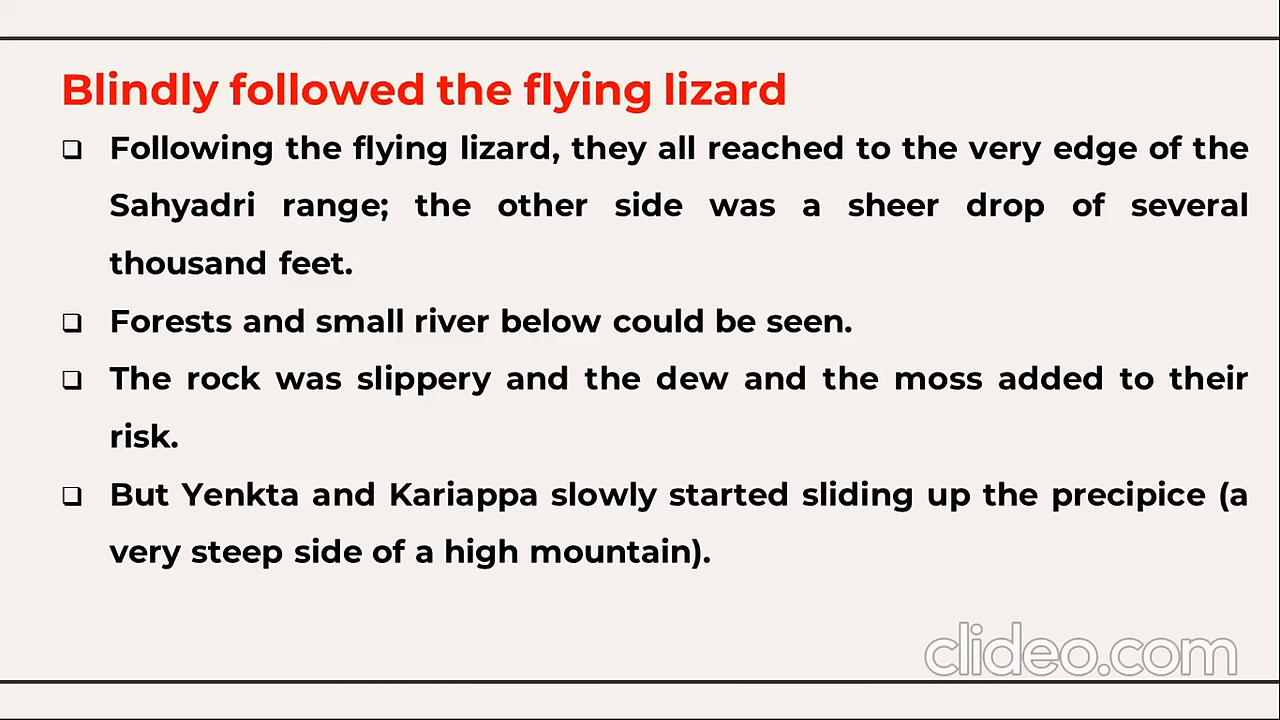 Blindly followed the flying lizard
❑ Following the flying lizard, they all reached to the very edge of the
Sahyadri range; the other side was a sheer drop of several
thousand feet.
❑ Forests and small river below could be seen.
❑ The rock was slippery and the dew and the moss added to their
risk.
❑ But Yenkta and Kariappa slowly started sliding up the precipice (a
very steep side of a high mountain).
clideo.com